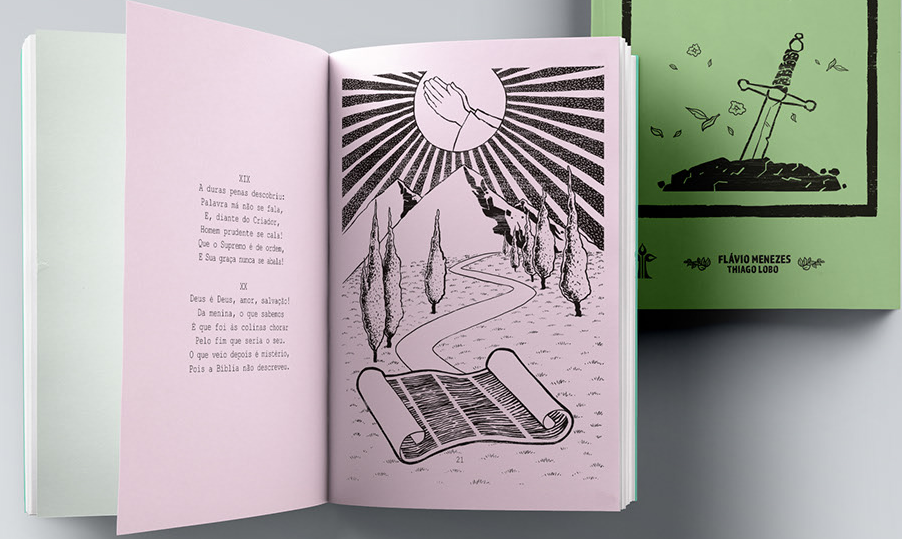 XIX
A duras penas descobriu:
Palavra má não se fala,
E, diante do Criador,
Homem prudente se cala!
Que o Supremo é de ordem,
E Sua graça nunca se abala!
XX
Deus é Deus, amor, salvação!
Da menina, o que sabemos
É que foi às colinas chorar
Pelo fim que seria o seu.
O que veio depois é mistério,
Pois a Bíblia não descreveu.
21
FLÁVIO MENEZES
THIAGO LOBO